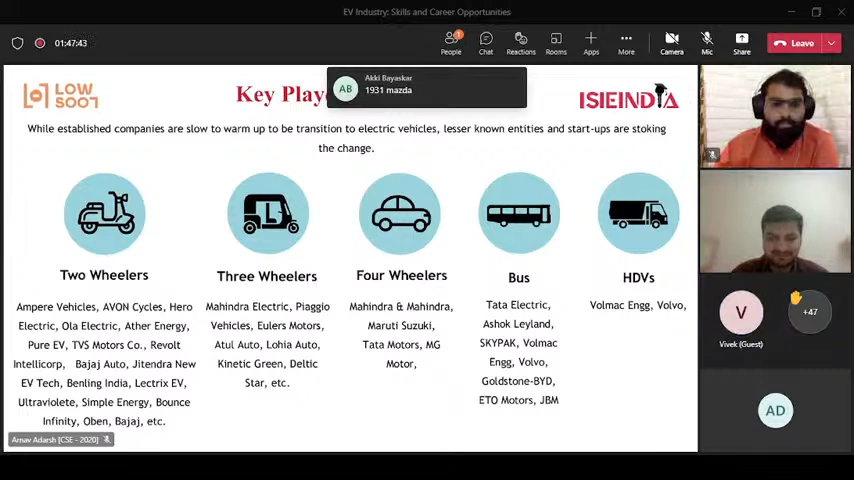 EV Industry: Skills and Career Opportunities
01:47:43
People
1
Chat
Reactions
Rooms
Apps
More
Camera
Mic
Share
Leave
LOW
SOOT
Key Playe
AB
Akki Bayaskar
1931 mazda
ISIEINDIA
While established companies are slow to warm up to be transition to electric vehicles, lesser known entities and start-ups are stoking
the change.
Two Wheelers
Ampere Vehicles, AVON Cycles, Hero
Electric, Ola Electric, Ather Energy,
Pure EV, TVS Motors Co., Revolt
Intellicorp, Bajaj Auto, Jitendra New
EV Tech, Benling India, Lectrix EV,
Ultraviolete, Simple Energy, Bounce
Infinity, Oben, Bajaj, etc.
Three Wheelers
Mahindra Electric, Piaggio
Vehicles, Eulers Motors,
Atul Auto, Lohia Auto,
Kinetic Green, Deltic
Star, etc.
Four Wheelers
Mahindra & Mahindra,
Maruti Suzuki,
Tata Motors, MG
Motor,
Bus
Tata Electric,
Ashok Leyland,
SKYPAK, Volmac
Engg, Volvo,
Goldstone-BYD,
ETO Motors, JBM
HDVs
Volmac Engg, Volvo,
Arnav Adarsh [CSE - 2020]
V
Vivek (Guest)
+47
AD